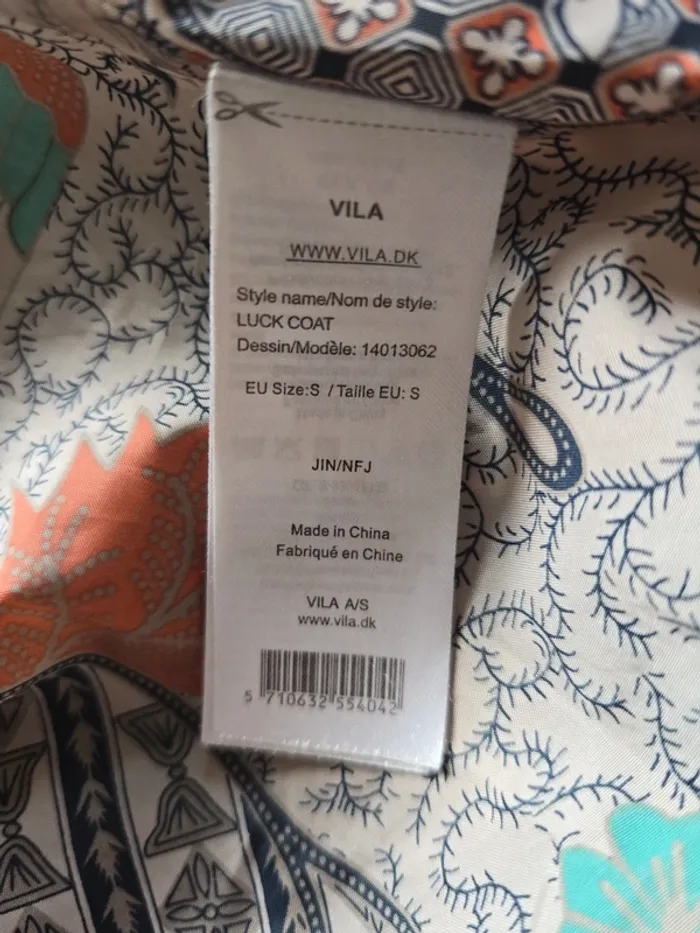 VILA
WWW.VILA.DK
Style name/Nom de style:
LUCK COAT
Dessin/Modèle: 14013062
EU Size:S / Taille EU: S
JIN/NFJ
Made in China
Fabriqué en Chine
VILA A/S
www.vila.dk
5 710632 554042